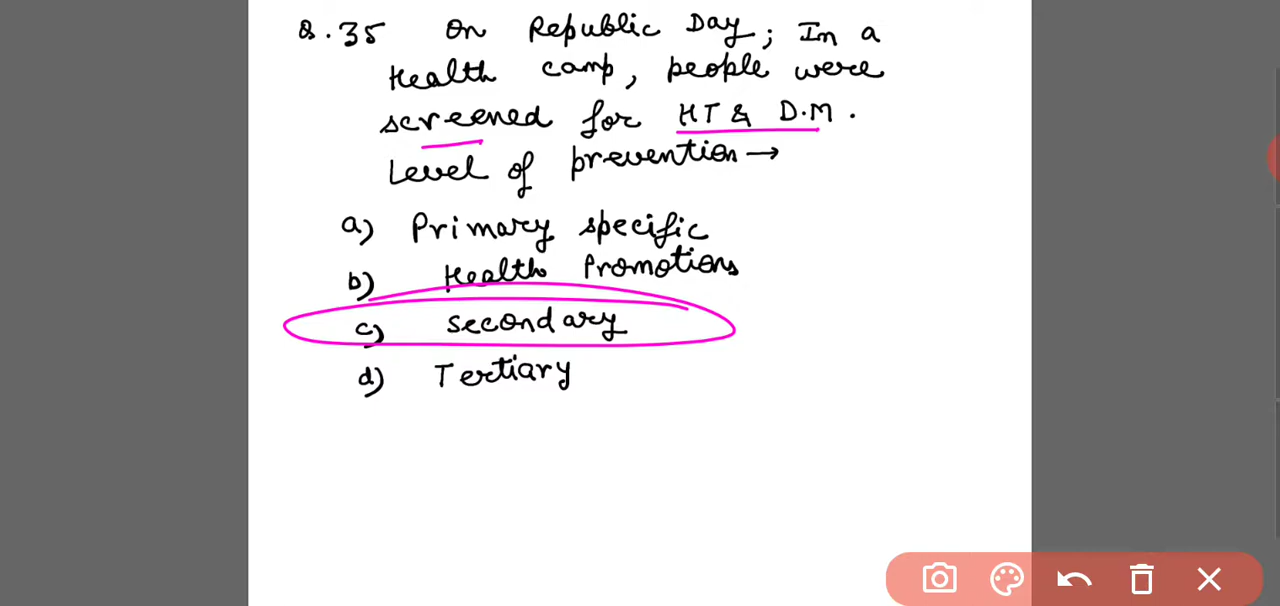 Q.35 On Republic Day; In a
Health camp, people were
screened for HT & D.M.
Level of prevention →
a) Primary specific
b) Health Promotions
c) secondary
d) Tertiary